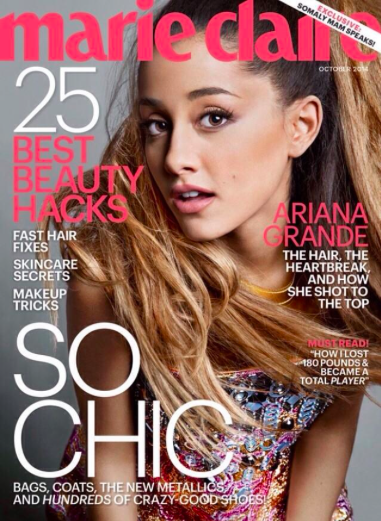 marie claire
EXCLUSIVE:
SOMALY MAM SPEAKS!
OCTOBER 2014
25
BEST
BEAUTY
HACKS
FAST HAIR
FIXES
SKINCARE
SECRETS
MAKEUP
TRICKS
ARIANA
GRANDE
THE HAIR, THE
HEARTBREAK,
AND HOW
SHE SHOT TO
THE TOP
MUST READ!
"HOW I LOST
180 POUNDS &
BECAME A
TOTAL PLAYER"
SO
CHIC
BAGS, COATS, THE NEW METALLICS,
AND HUNDREDS OF CRAZY-GOOD SHOES!